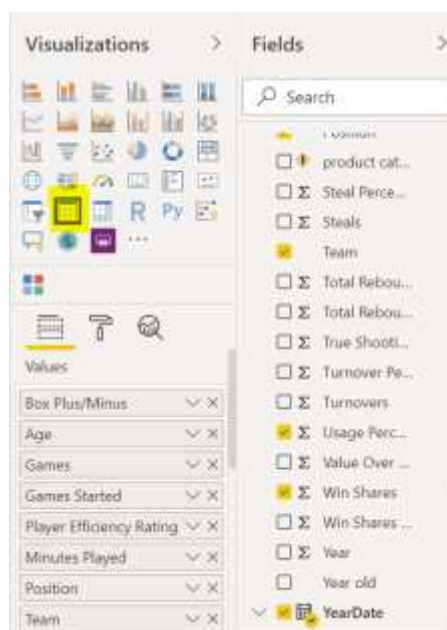 Visualizations
R Py
Values
Box Plus/Minus
Age
Games
Games Started
Player Efficiency Rating
Minutes Played
Position
Team
Fields
Search
Position
product cat...
Steal Perce...
Steals
Team
Total Rebou...
Total Rebou...
True Shooti...
Turnover Pe...
Turnovers
Usage Perc...
Value Over ...
Win Shares
Win Shares ...
Year
Year old
YearDate